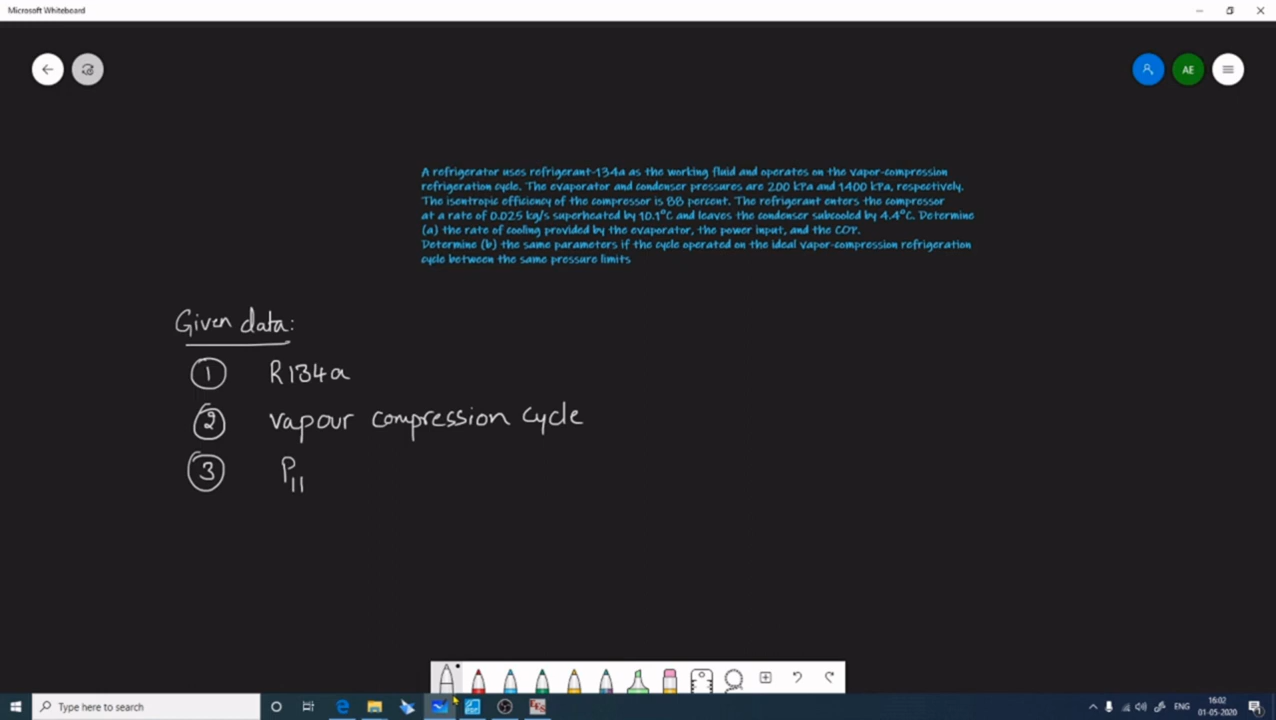 Microsoft Whiteboard
AE
A refrigerator uses refrigerant-134a as the working fluid and operates on the vapor-compression
refrigeration cycle. The evaporator and condenser pressures are 200 kPa and 1400 kPa, respectively.
The isentropic efficiency of the compressor is 88 percent. The refrigerant enters the compressor
at a rate of 0.025 kg/s superheated by 10.1°C and leaves the condenser subcooled by 4.4°C. Determine
(a) the rate of cooling provided by the evaporator, the power input, and the COP.
Determine (b) the same parameters if the cycle operated on the ideal vapor-compression refrigeration
cycle between the same pressure limits
Given data:
1 R134a
2 vapour compression cycle
3 P11
Type here to search
EES
ENG
16:02
01-05-2020
1